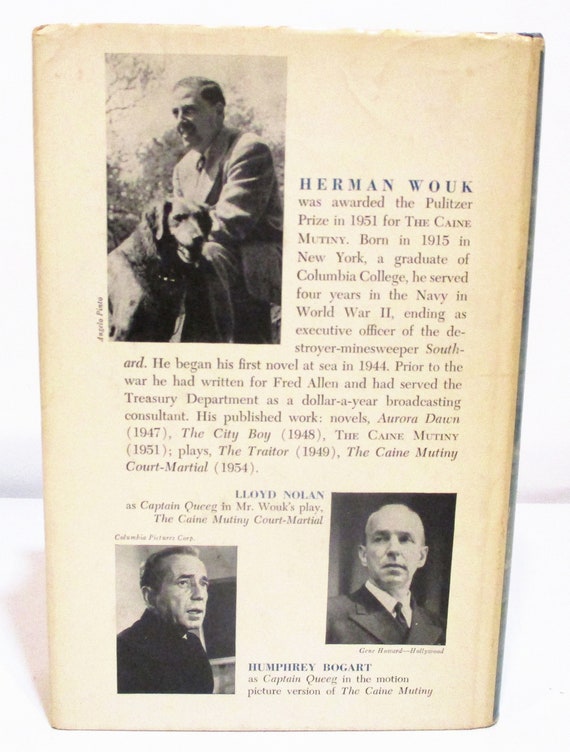 HERMAN WOUK
was awarded the Pulitzer
Prize in 1951 for THE CAINE
MUTINY. Born in 1915 in
New York, a graduate of
Columbia College, he served
four years in the Navy in
World War II, ending as
executive officer of the de-
stroyer-minesweeper South-
ard. He began his first novel at sea in 1944. Prior to the
war he had written for Fred Allen and had served the
Treasury Department as a dollar-a-year broadcasting
consultant. His published work: novels, Aurora Dawn
(1947), The City Boy (1948), THE CAINE MUTINY
(1951); plays, The Traitor (1949), The Caine Mutiny
Court-Martial (1954).
Angelo Pinto
LLOYD NOLAN
as Captain Queeg in Mr. Wouk's play,
The Caine Mutiny Court-Martial
Columbia Pictures Corp.
Gene Howard—Hollywood
HUMPHREY BOGART
as Captain Queeg in the motion
picture version of The Caine Mutiny